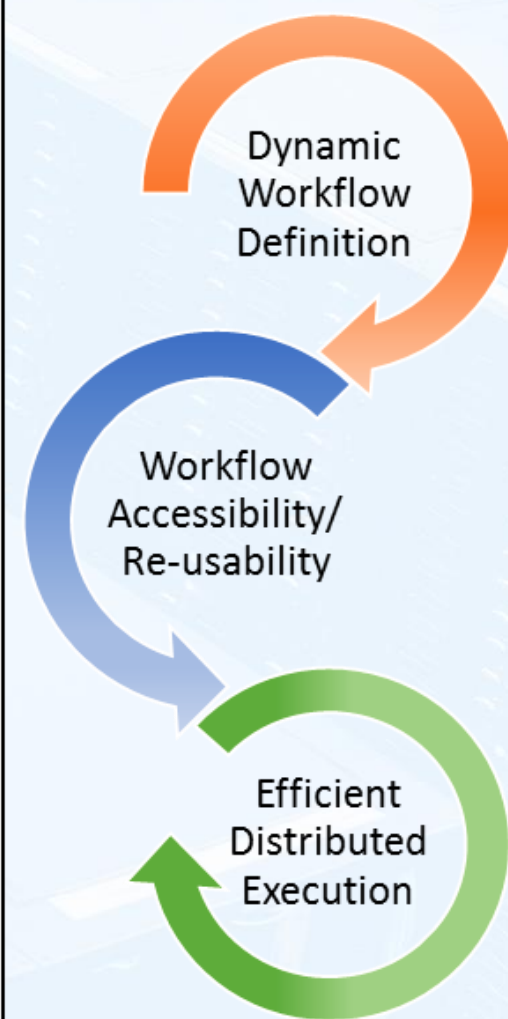 Dynamic
Workflow
Definition
Workflow
Accessibility/
Re-usability
Efficient
Distributed
Execution